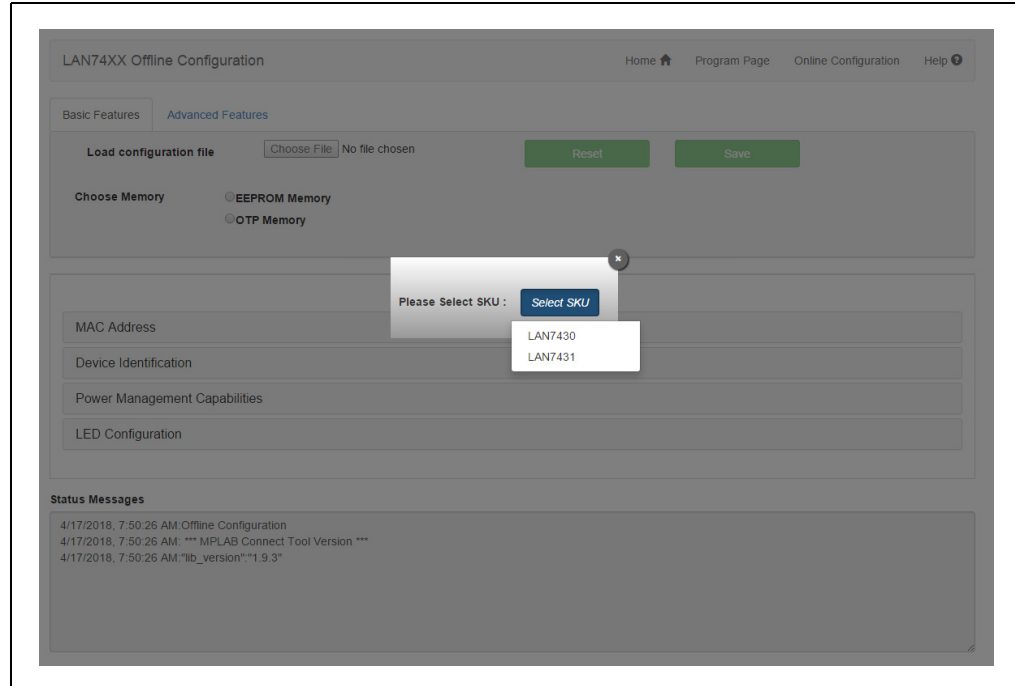 LAN74XX Offline Configuration Home Program Page Online Configuration Help ?
Basic Features Advanced Features
Load configuration file Choose File No file chosen Reset Save
Choose Memory EEPROM Memory
OTP Memory
×
Please Select SKU : Select SKU
LAN7430
LAN7431
MAC Address
Device Identification
Power Management Capabilities
LED Configuration
Status Messages
4/17/2018, 7:50:26 AM:Offline Configuration
4/17/2018, 7:50:26 AM: *** MPLAB Connect Tool Version ***
4/17/2018, 7:50:26 AM:"lib_version":"1.9.3"